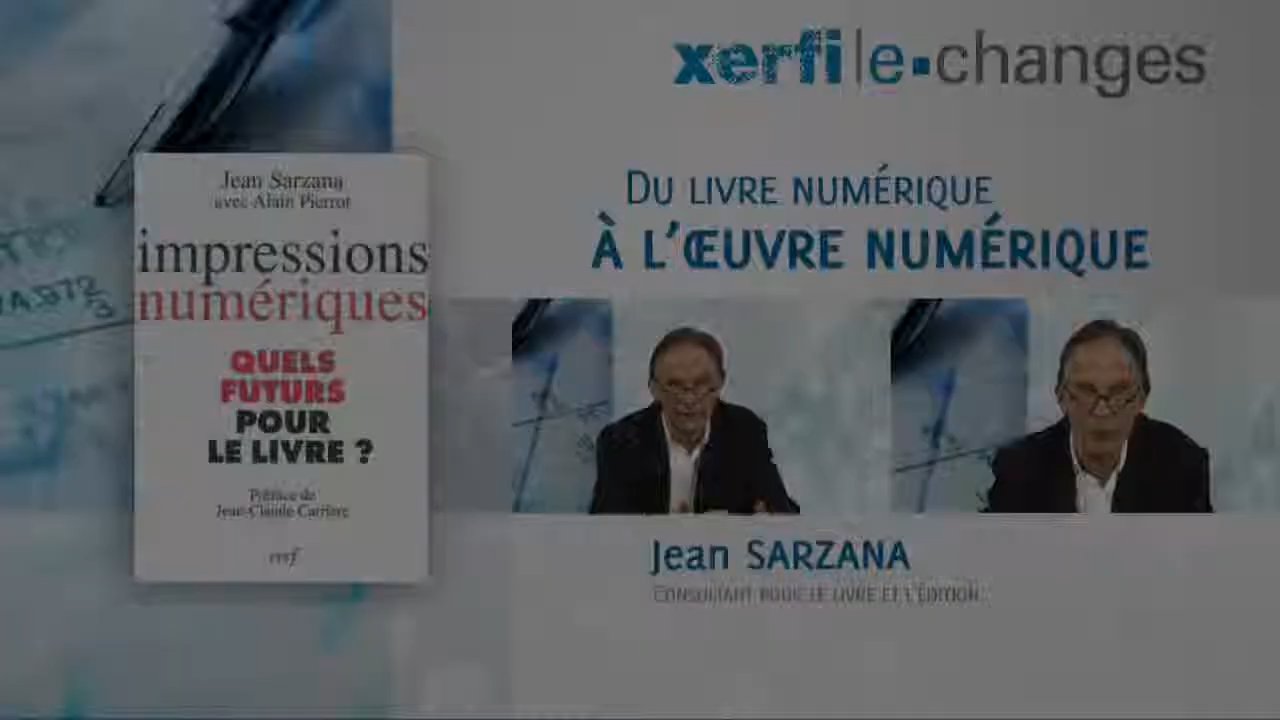 xerfi|e-changes
Jean Sarzana
avec Alain Pierrot
impressions
numériques
QUELS
FUTURS
POUR
LE LIVRE ?
Préface de
Jean-Claude Carrière
cerf
DU LIVRE NUMÉRIQUE
À L'ŒUVRE NUMÉRIQUE
Jean SARZANA
CONSULTANT POUR LE LIVRE ET L'ÉDITION